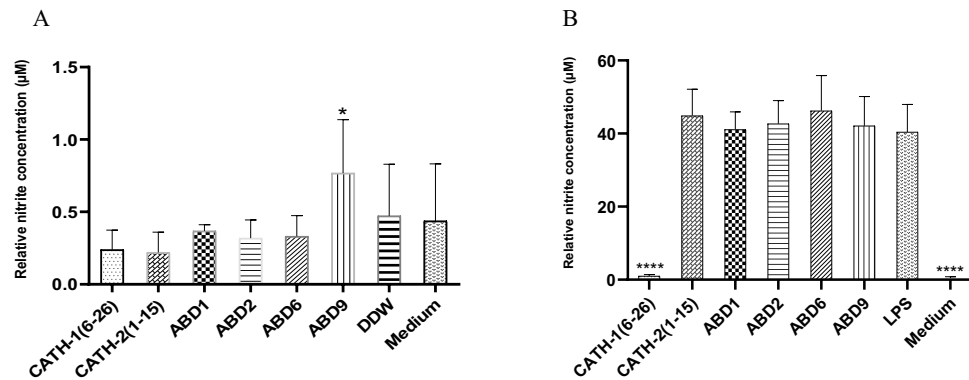 A
Relative nitrite concentration (µM)
1.5
1.0
0.5
0.0
*
CATH-1(6-26)
CATH-2(1-15)
ABD1
ABD2
ABD6
ABD9
DDW
Medium
B
Relative nitrite concentration (µM)
60
40
20
0
****
****
CATH-1(6-26)
CATH-2(1-15)
ABD1
ABD2
ABD6
ABD9
LPS
Medium